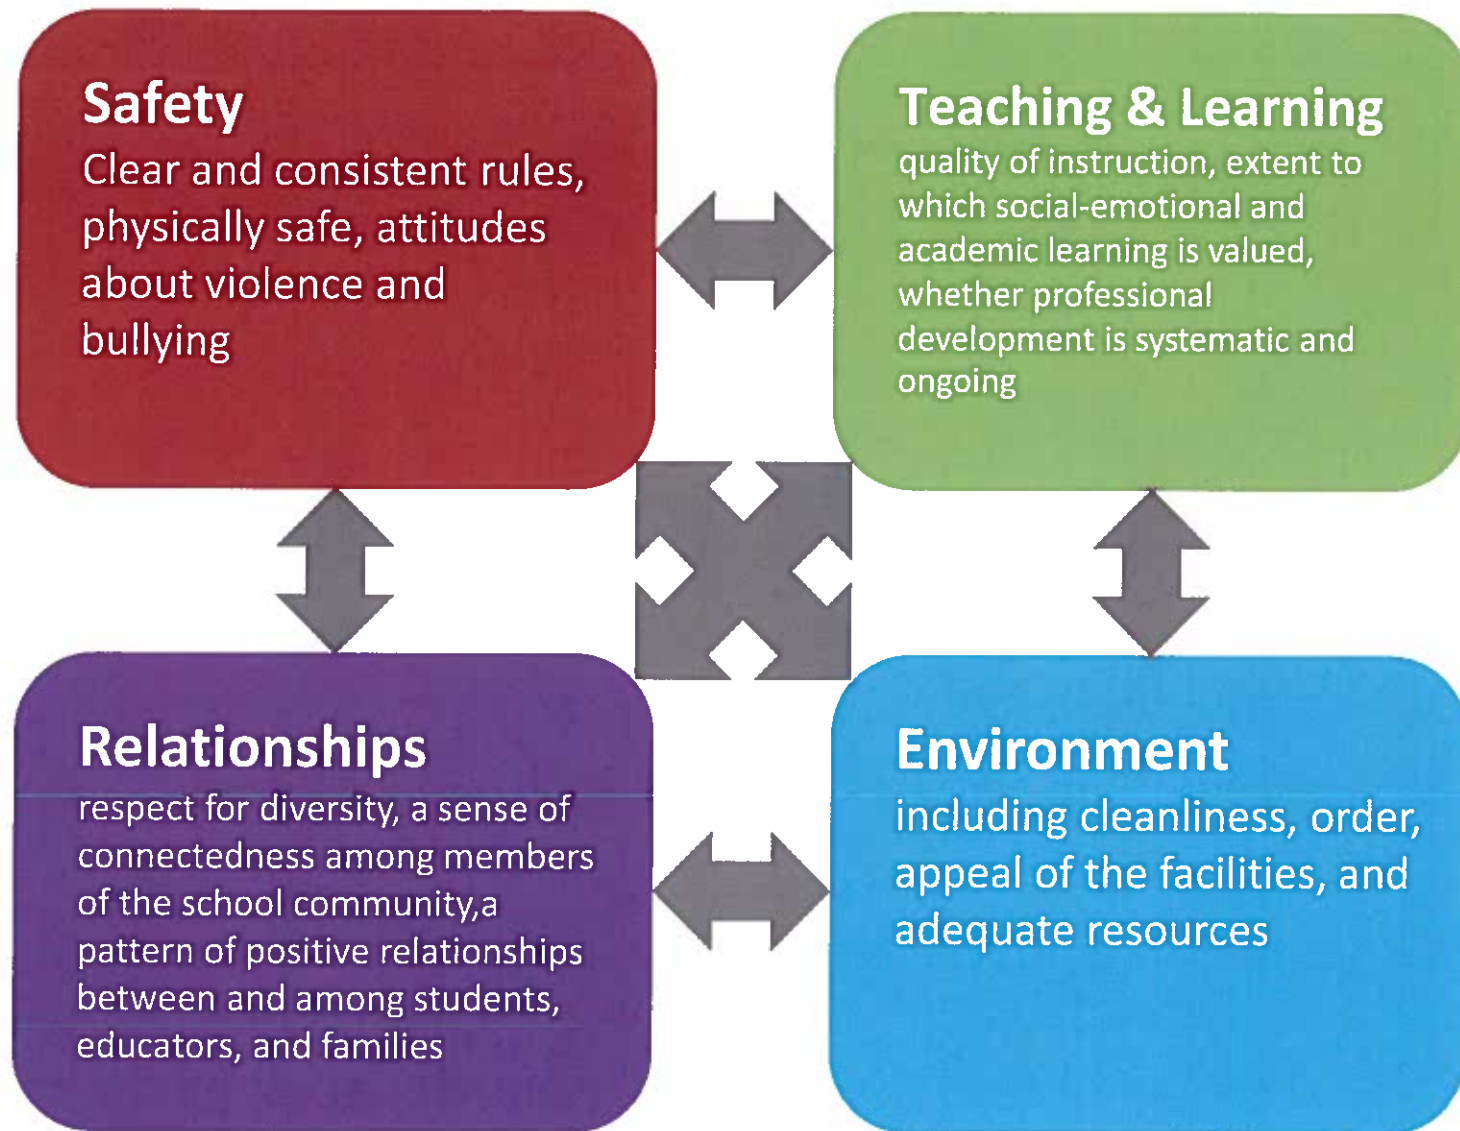 Safety
Clear and consistent rules,
physically safe, attitudes
about violence and
bullying
Teaching & Learning
quality of instruction, extent to
which social-emotional and
academic learning is valued,
whether professional
development is systematic and
ongoing
Relationships
respect for diversity, a sense of
connectedness among members
of the school community,a
pattern of positive relationships
between and among students,
educators, and families
Environment
including cleanliness, order,
appeal of the facilities, and
adequate resources